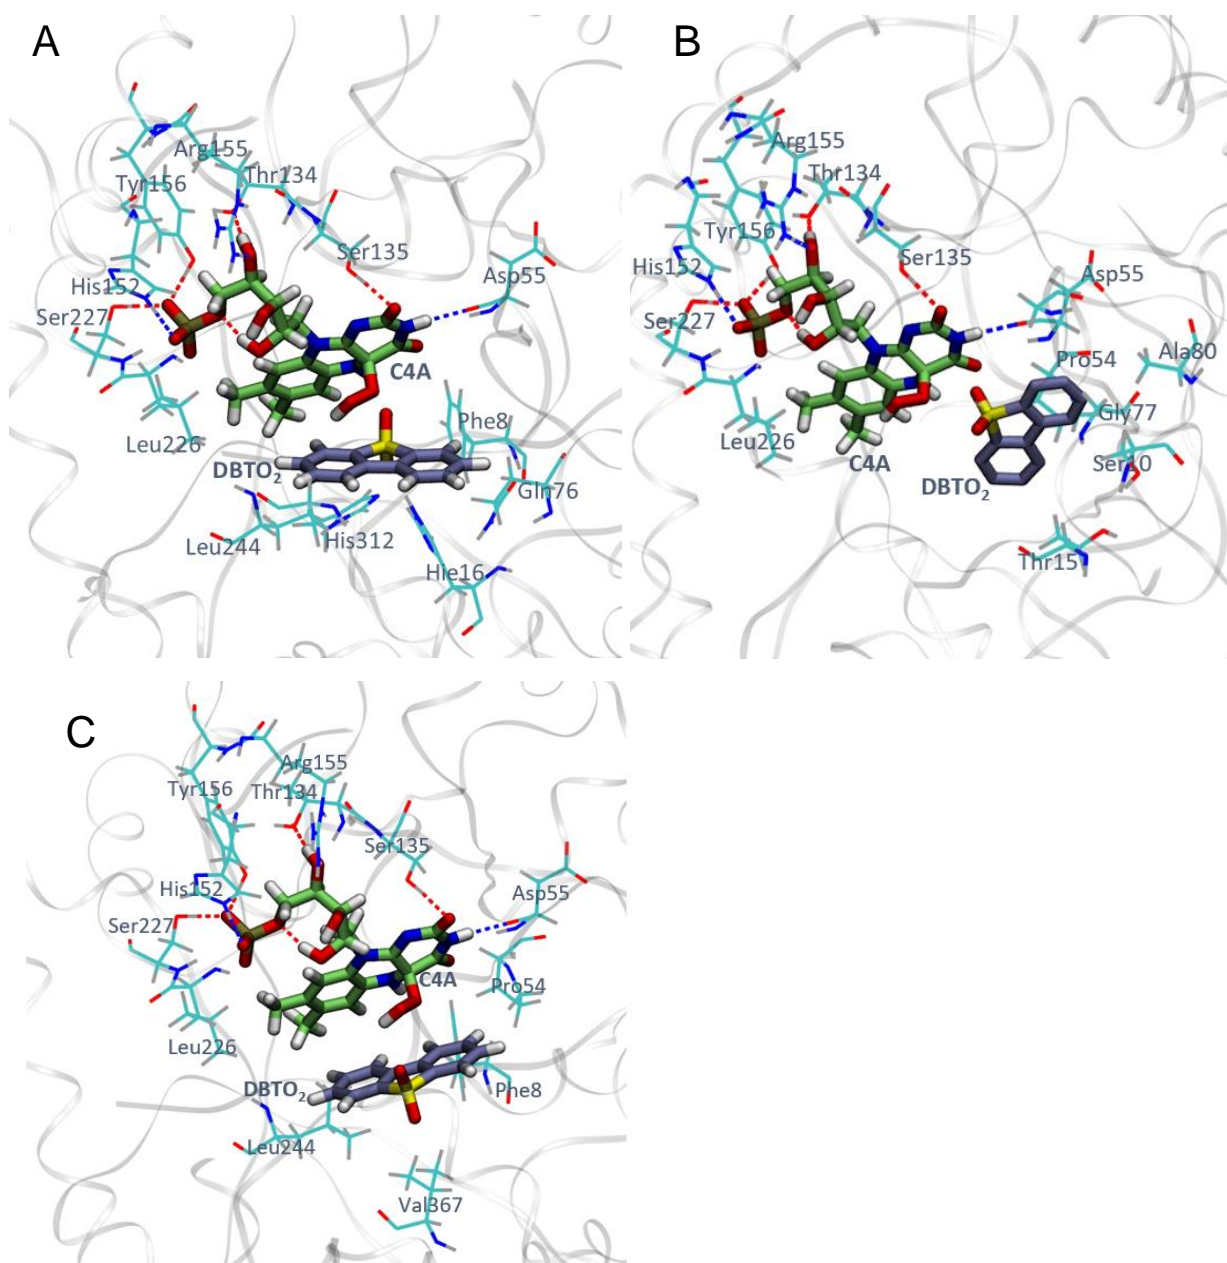 A
Arg155
Thr134
Tyr156
Ser135
Asp55
His152
Ser227
C4A
Phe8
Leu226
DBTO₂
Gln76
Leu244
His312
Hie16
B
Arg155
Thr134
Tyr156
Ser135
His152
Asp55
Ser227
Pro54
Ala80
Gly77
Leu226
C4A
Ser10
DBTO₂
Thr15
C
Arg155
Tyr156
Thr134
Ser135
His152
Asp55
Ser227
C4A
Pro54
Leu226
DBTO₂
Phe8
Leu244
Val367